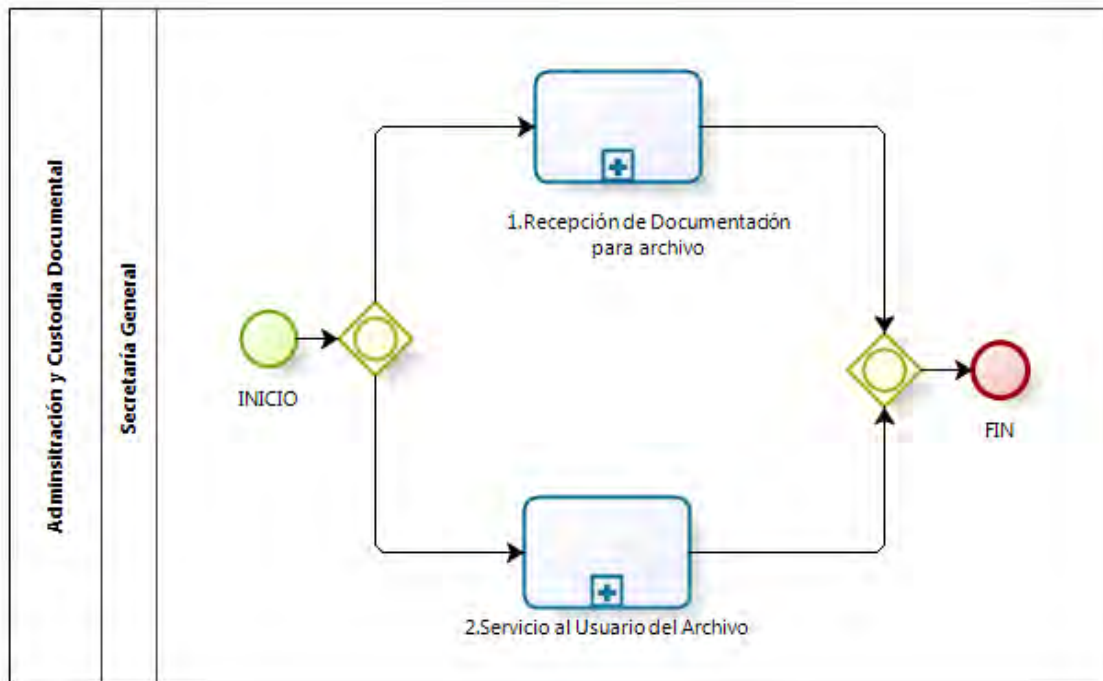 Adminsitración y Custodia Documental
Secretaría General
INICIO
1.Recepción de Documentación
para archivo
2.Servicio al Usuario del Archivo
FIN